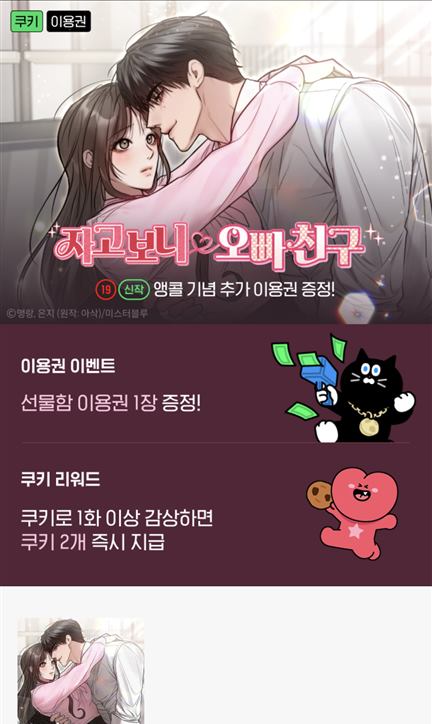 쿠키 이용권
자고보니 오빠친구
19 신작 앵콜 기념 추가 이용권 증정!
©명랑, 은지 (원작: 아삭)/미스터블루
이용권 이벤트
선물함 이용권 1장 증정!
쿠키 리워드
쿠키로 1화 이상 감상하면
쿠키 2개 즉시 지급